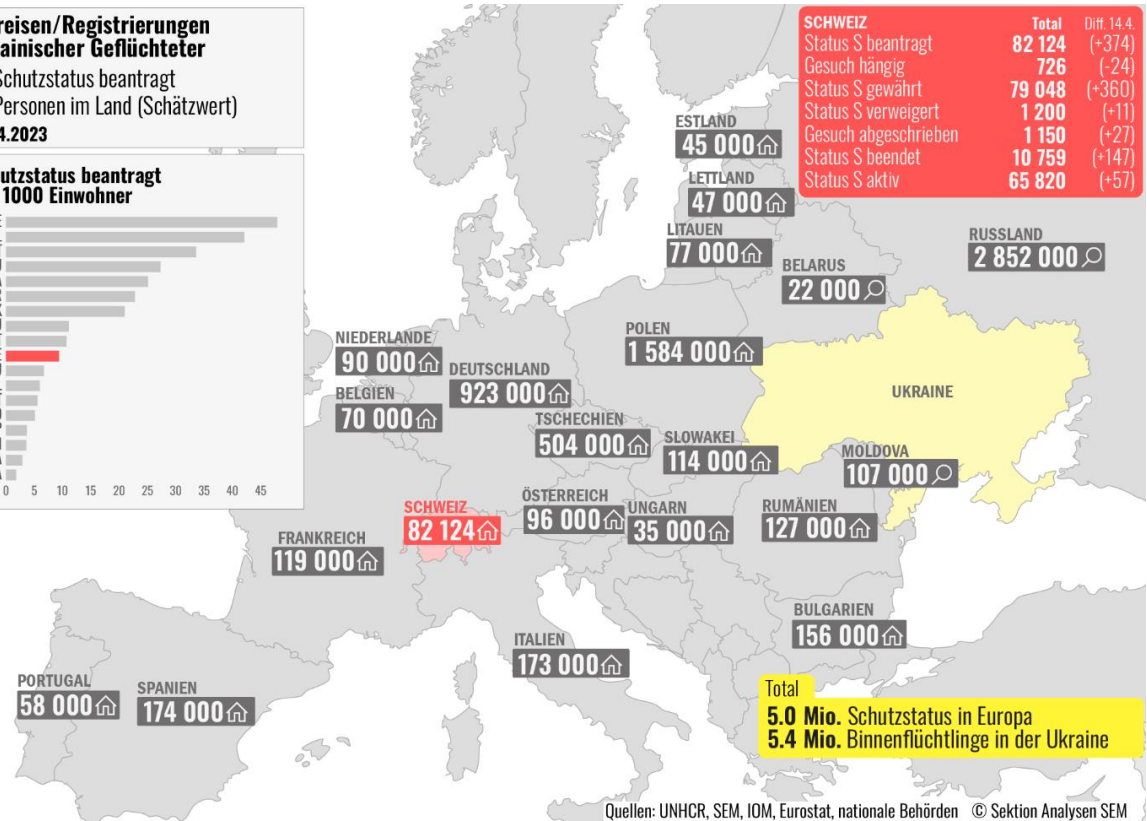 reisen/Registrierungen
ainischer Geflüchteter
Schutzstatus beantragt
Personen im Land (Schätzwert)
4.2023
utzstatus beantragt
1000 Einwohner
0 5 10 15 20 25 30 35 40 45
SCHWEIZ Total Diff. 14.4.
Status S beantragt 82 124 (+374)
Gesuch hängig 726 (-24)
Status S gewährt 79 048 (+360)
Status S verweigert 1 200 (+11)
Gesuch abgeschrieben 1 150 (+27)
Status S beendet 10 759 (+147)
Status S aktiv 65 820 (+57)
ESTLAND
45 000
LETTLAND
47 000
LITAUEN
77 000
BELARUS
22 000
RUSSLAND
2 852 000
NIEDERLANDE
90 000
DEUTSCHLAND
923 000
POLEN
1 584 000
UKRAINE
BELGIEN
70 000
TSCHECHIEN
504 000
SLOWAKEI
114 000
MOLDOVA
107 000
SCHWEIZ
82 124
ÖSTERREICH
96 000
UNGARN
35 000
RUMÄNIEN
127 000
FRANKREICH
119 000
BULGARIEN
156 000
ITALIEN
173 000
PORTUGAL
58 000
SPANIEN
174 000
Total
5.0 Mio. Schutzstatus in Europa
5.4 Mio. Binnenflüchtlinge in der Ukraine
Quellen: UNHCR, SEM, IOM, Eurostat, nationale Behörden © Sektion Analysen SEM